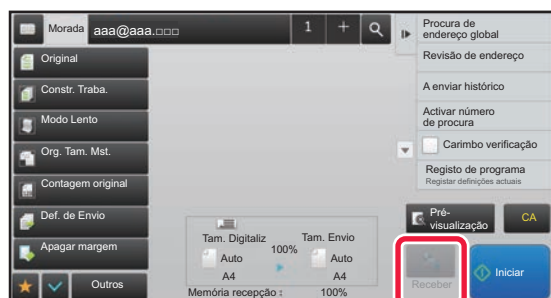 Morada aaa@aaa.□□□ 1 +
Original
Constr. Traba.
Modo Lento
Org. Tam. Mst.
Contagem original
Def. de Envio
Apagar margem
Outros
Tam. Digitaliz
100%
Tam. Envio
Auto
A4
Auto
A4
Memória recepção : 100%
Procura de
endereço global
Revisão de endereço
A enviar histórico
Activar número
de procura
Carimbo verificação
Registo de programa
Registar definições actuais
Pré-
visualização
CA
Receber
Iniciar